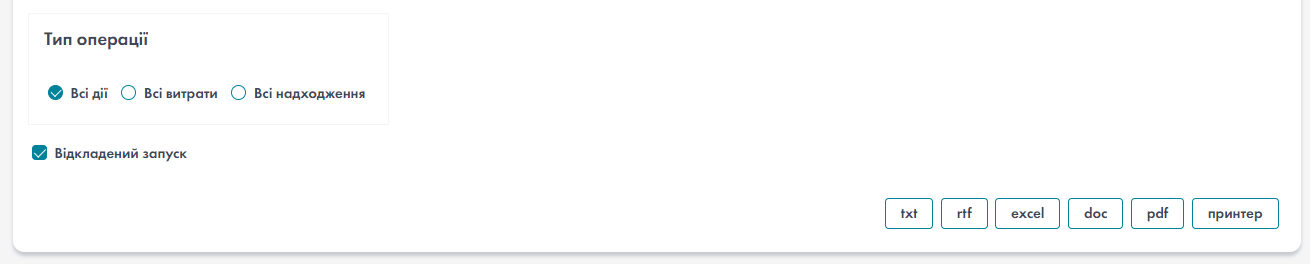 Тип операції
Всі дії Всі витрати Всі надходження
Відкладений запуск
txt rtf excel doc pdf принтер